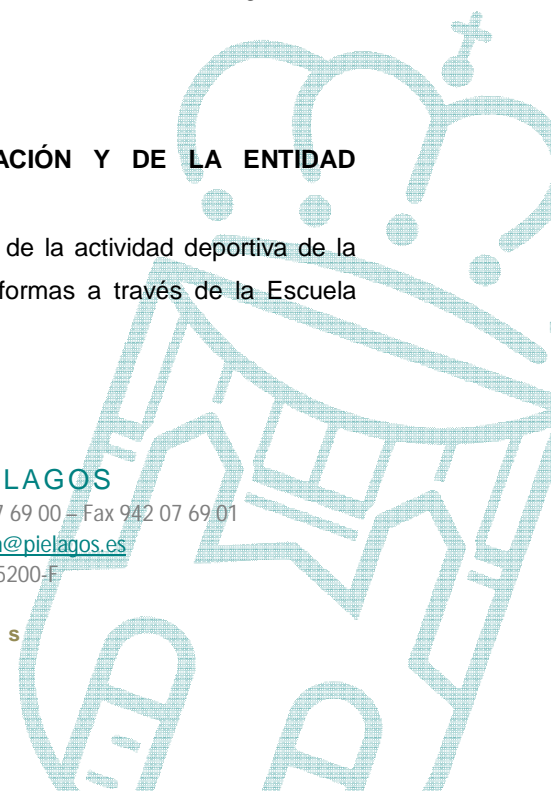 ACIÓN Y DE LA ENTIDAD
de la actividad deportiva de la
formas a través de la Escuela
LAGOS
7 69 00 – Fax 942 07 69 01
@pielagos.es
5200-F
s